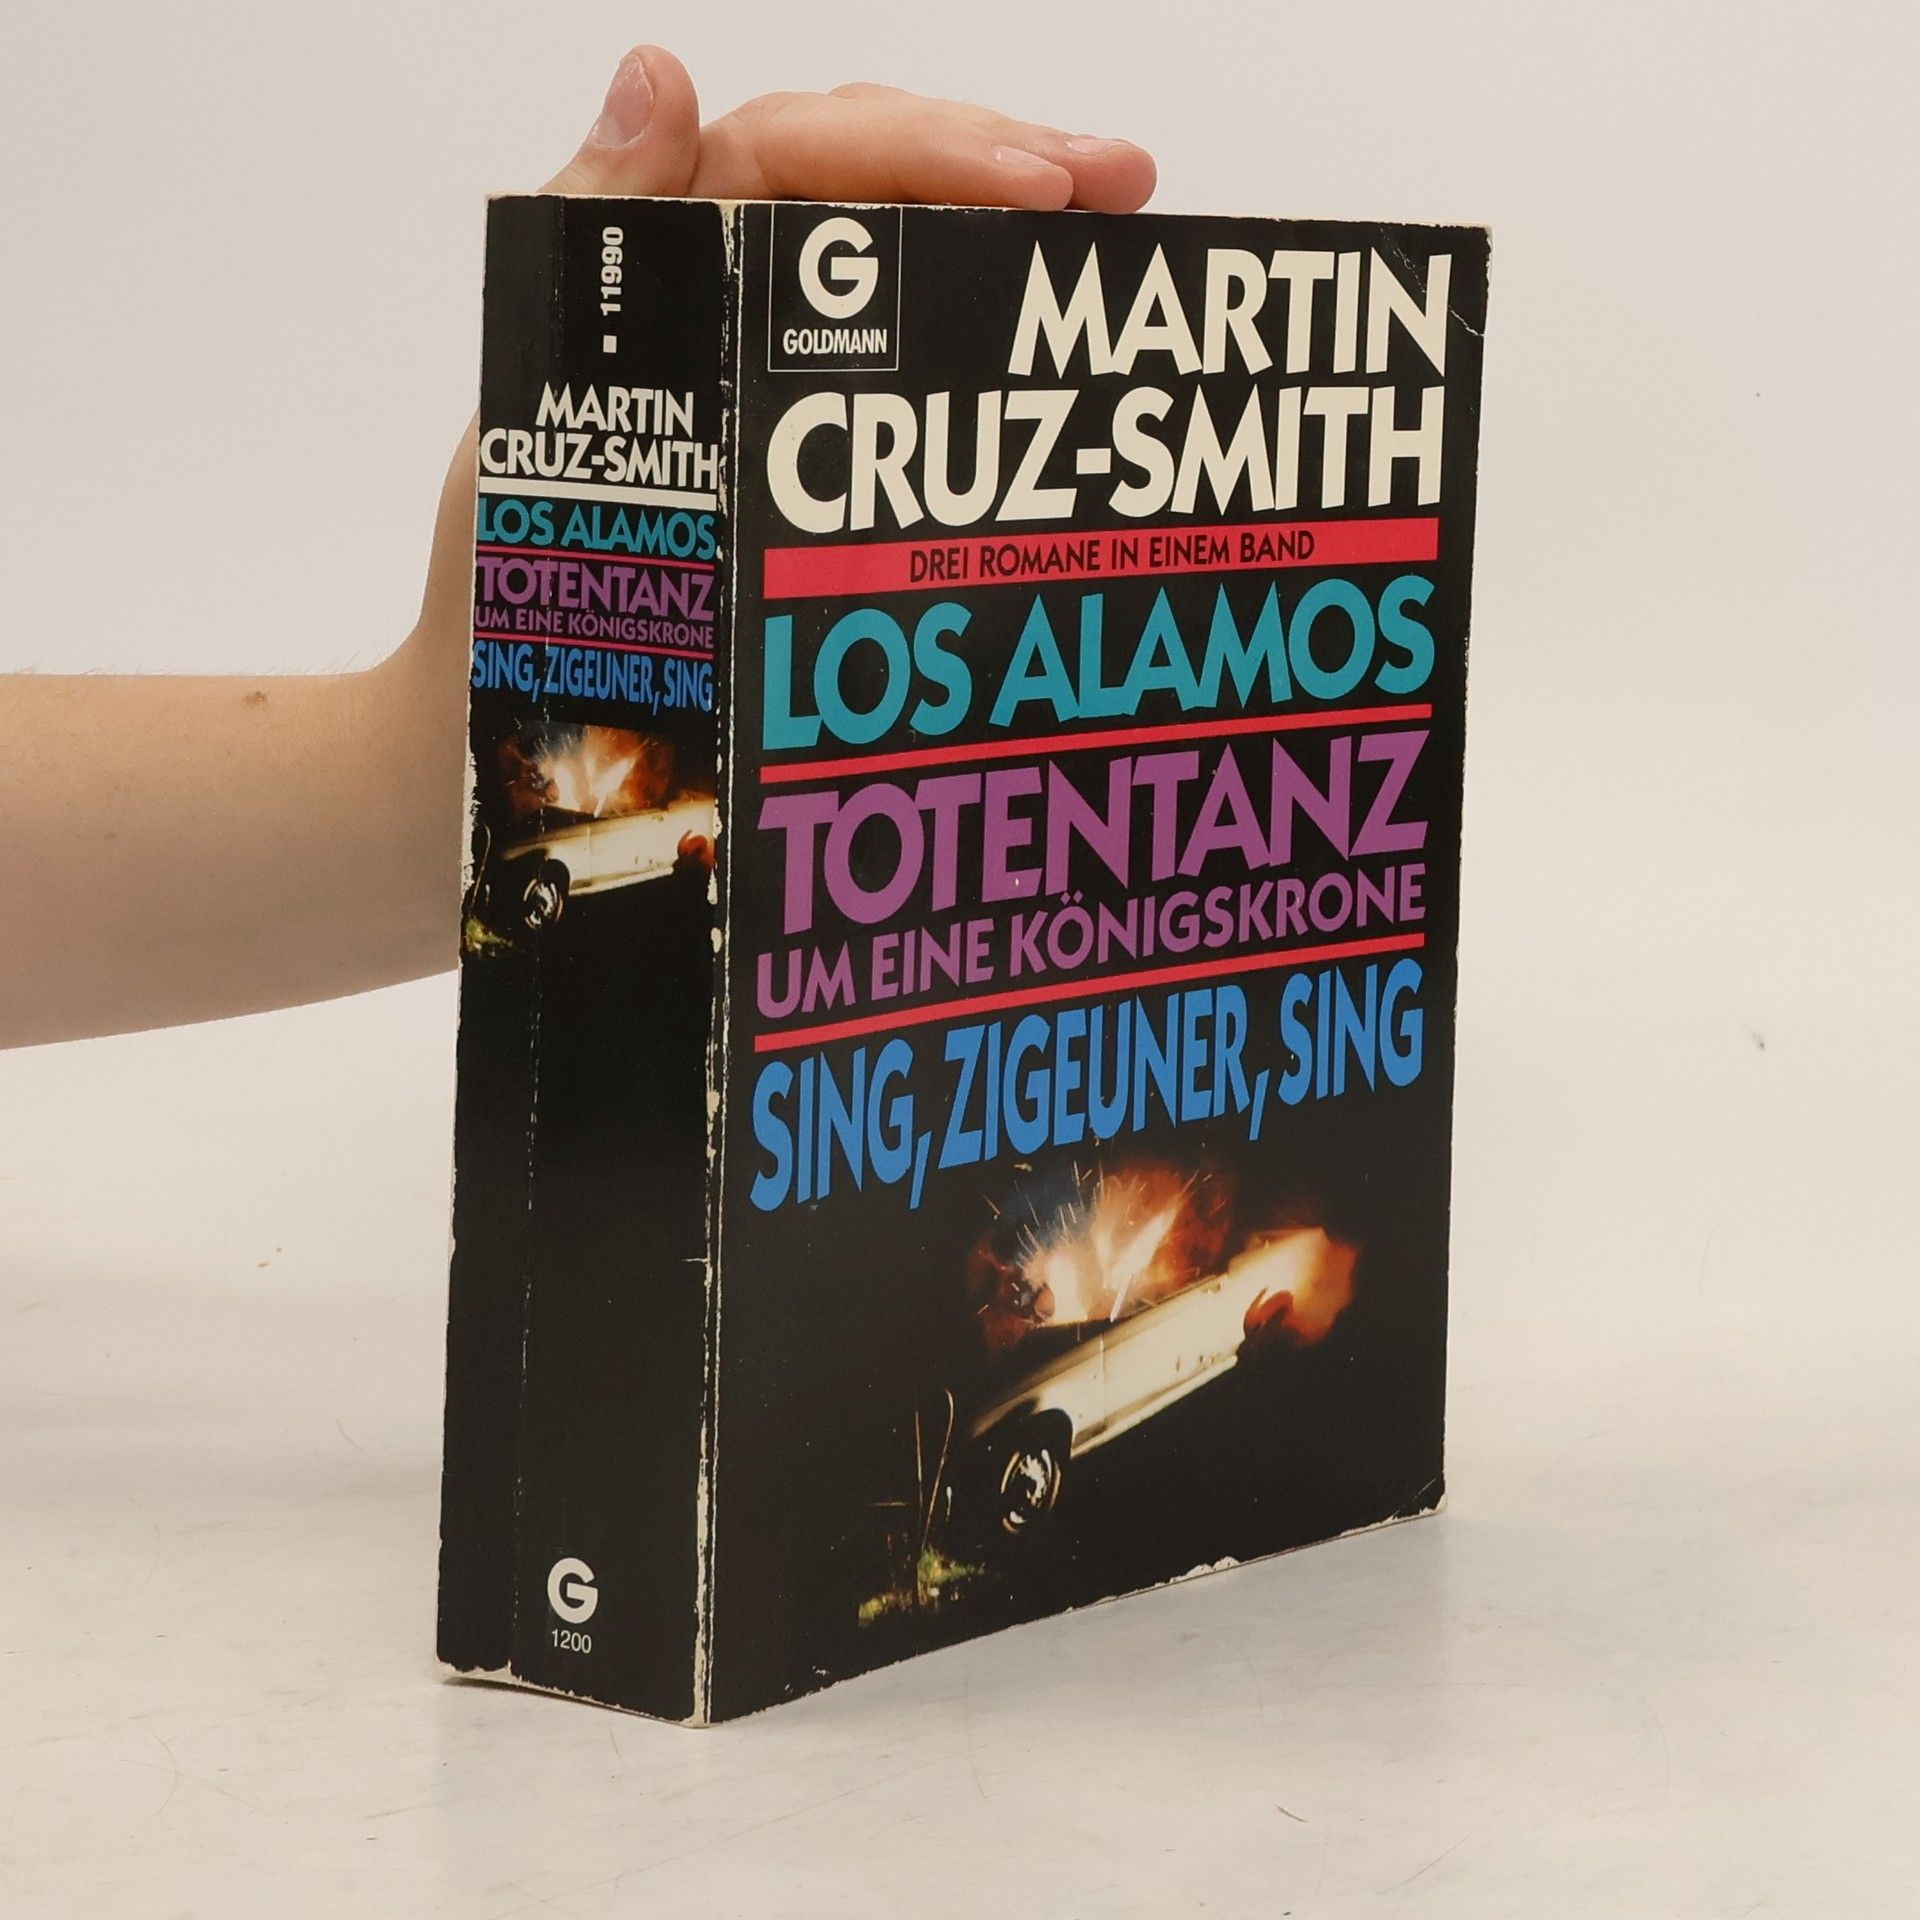 11990
MARTIN
CRUZ-SMITH
LOS ALAMOS
TOTENTANZ
UM EINE KÖNIGSKRONE
SING, ZIGEUNER, SING
G
1200
G
GOLDMANN
MARTIN
CRUZ-SMITH
DREI ROMANE IN EINEM BAND
LOS ALAMOS
TOTENTANZ
UM EINE KÖNIGSKRONE
SING, ZIGEUNER, SING